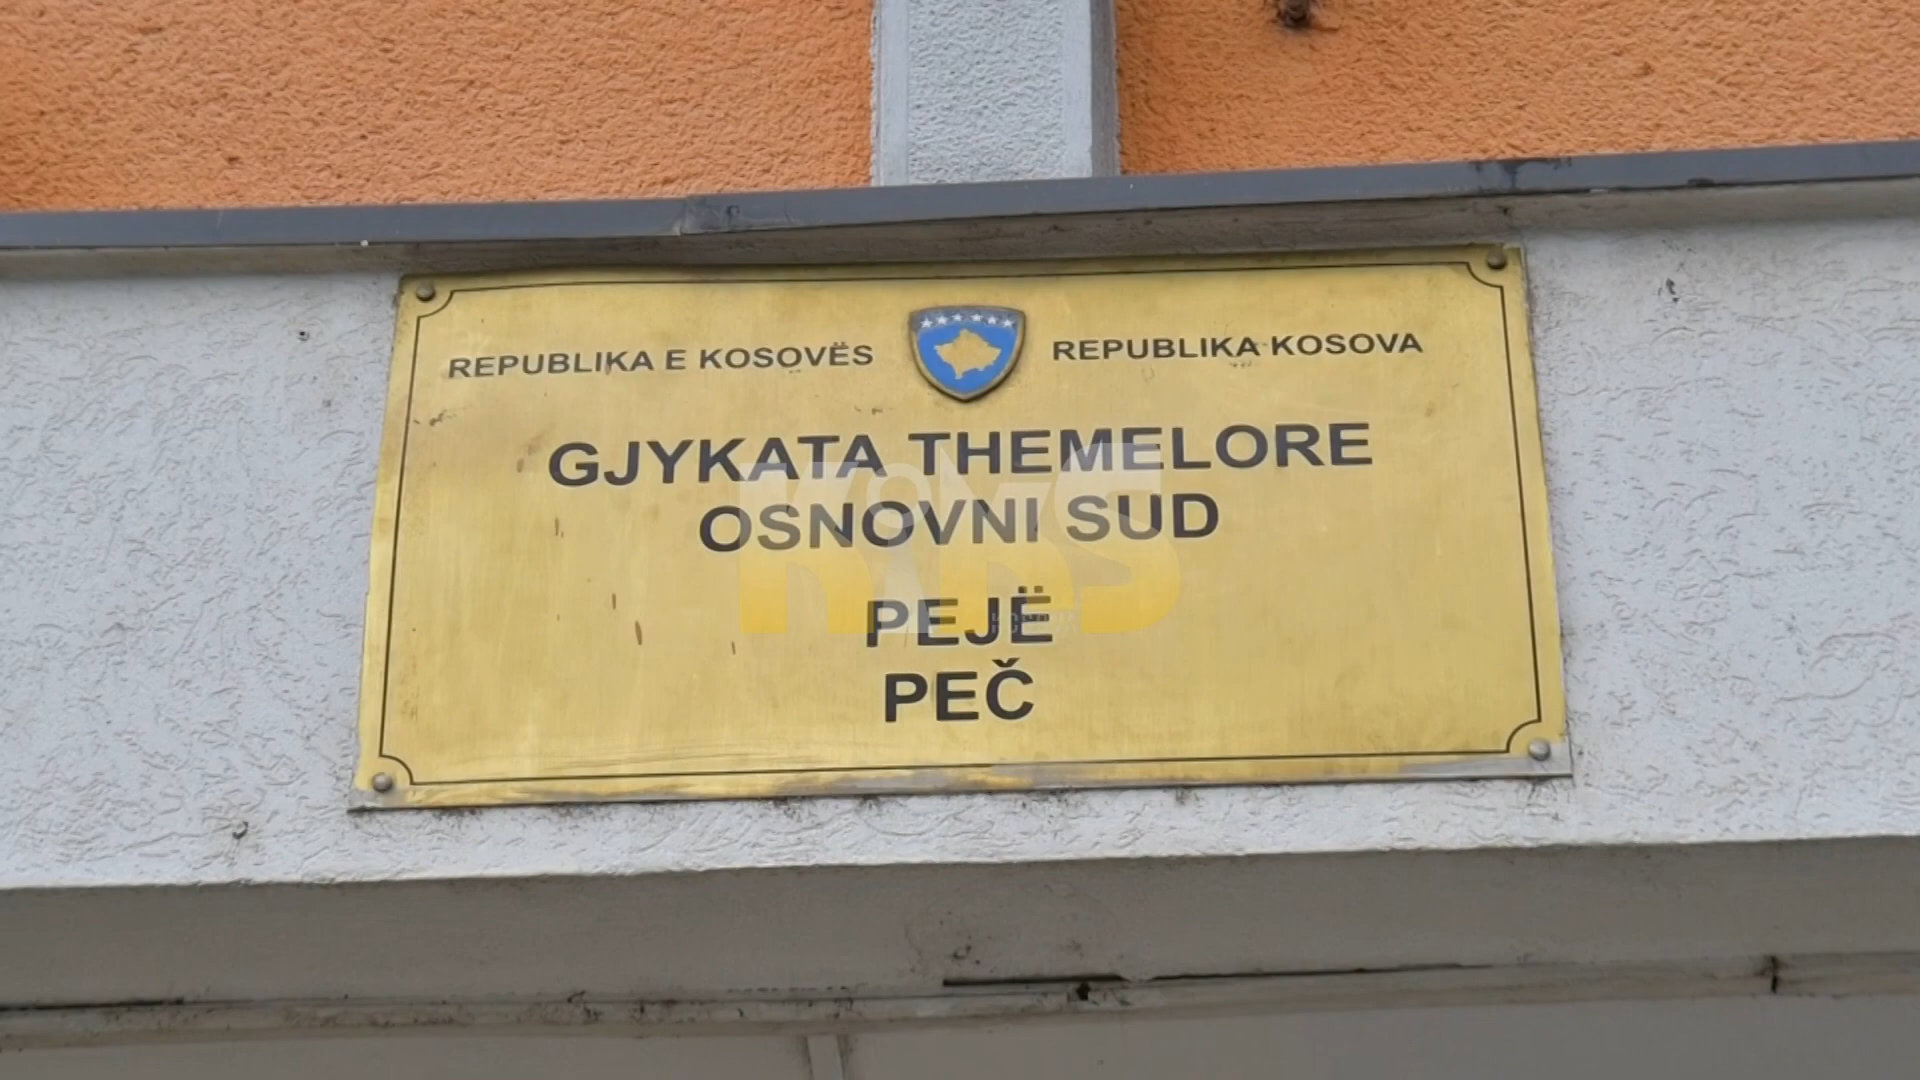 REPUBLIKA E KOSOVËS REPUBLIKA KOSOVA
GJYKATA THEMELORE
OSNOVNI SUD
PEJË
PEČ